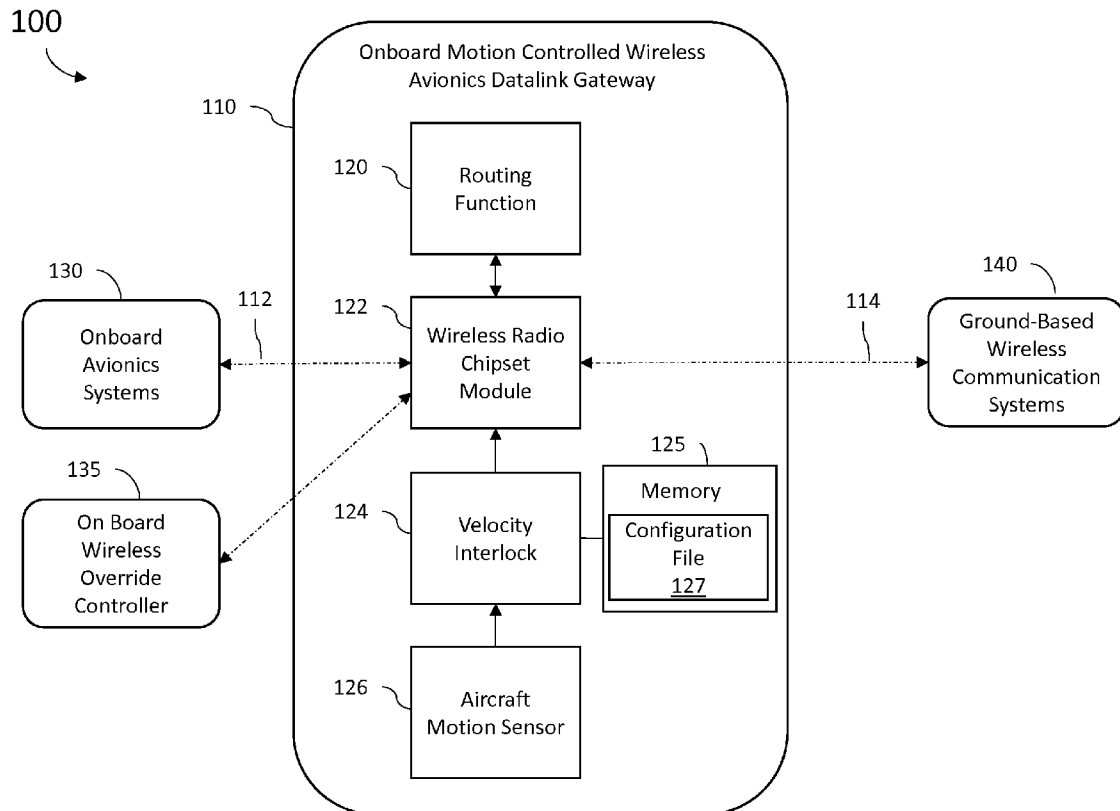 100
Onboard Motion Controlled Wireless
Avionics Datalink Gateway
110
120
Routing
Function
130
112
122
Wireless Radio
Chipset
Module
114
140
Onboard
Avionics
Systems
Ground-Based
Wireless
Communication
Systems
135
On Board
Wireless
Override
Controller
124
Velocity
Interlock
125
Memory
Configuration
File
127
126
Aircraft
Motion Sensor